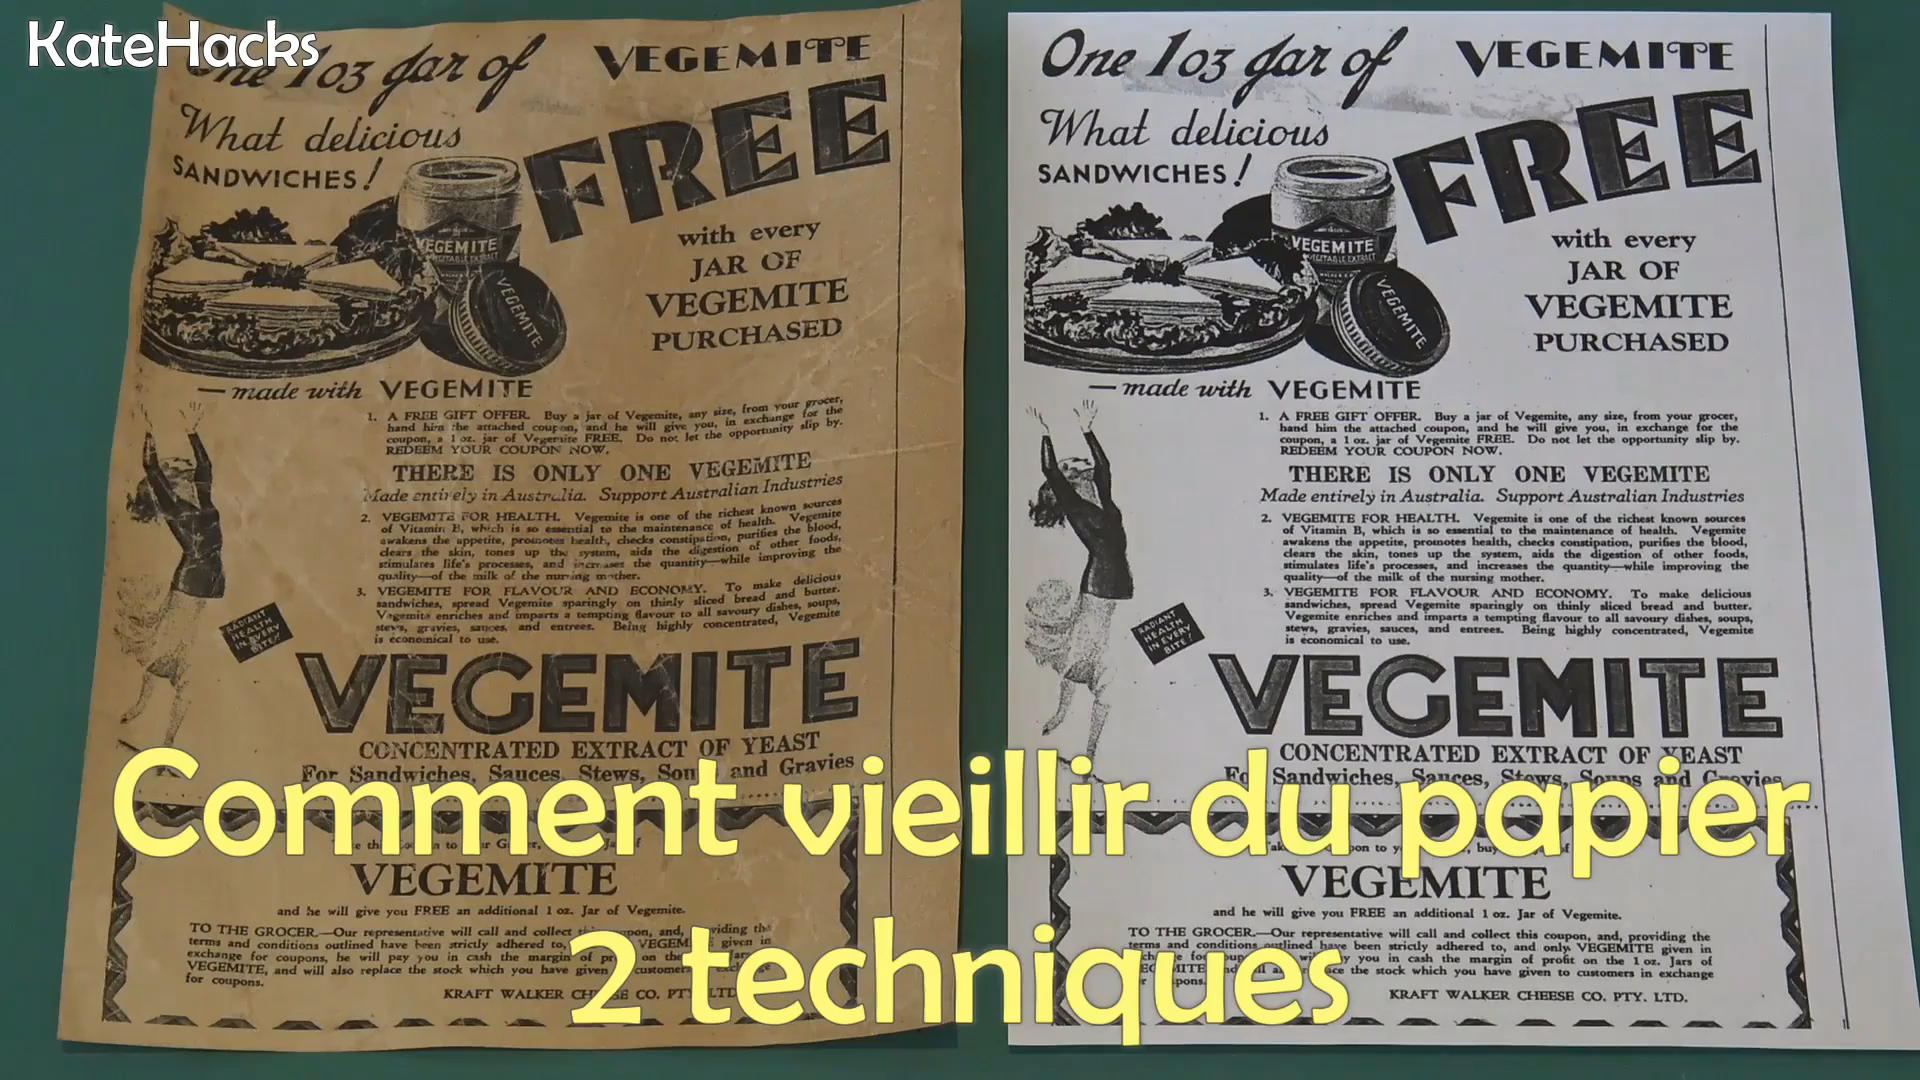 KateHacks
One 1 oz Jar of VEGEMITE
What delicious FREE
SANDWICHES!
VEGEMITE
VEGETABLE EXTRACT
VEGEMITE
with every
JAR OF
VEGEMITE
PURCHASED
—made with VEGEMITE
1. A FREE GIFT OFFER. Buy a jar of Vegemite, any size, from your grocer,
hand him the attached coupon, and he will give you, in exchange for the
coupon, a 1 oz. jar of Vegemite FREE. Do not let the opportunity slip by.
REDEEM YOUR COUPON NOW.
THERE IS ONLY ONE VEGEMITE
Made entirely in Australia. Support Australian Industries
2. VEGEMITE FOR HEALTH. Vegemite is one of the richest known sources
of Vitamin B, which is so essential to the maintenance of health. Vegemite
awakens the appetite, promotes health, checks constipation, purifies the blood,
clears the skin, tones up the system, aids the digestion of other foods,
stimulates life's processes, and increases the quantity—while improving the
quality—of the milk of the nursing mother.
3. VEGEMITE FOR FLAVOUR AND ECONOMY. To make delicious
sandwiches, spread Vegemite sparingly on thinly sliced bread and butter.
Vegemite enriches and imparts a tempting flavour to all savoury dishes, soups,
stews, gravies, sauces, and entrees. Being highly concentrated, Vegemite
is economical to use.
RADIANT
HEALTH
IN EVERY
BITE!
VEGEMITE
CONCENTRATED EXTRACT OF YEAST
For Sandwiches, Sauces, Stews, Soups and Gravies
VEGEMITE
and he will give you FREE an additional 1 oz. Jar of Vegemite.
TO THE GROCER.—Our representative will call and collect coupon, and, providing the
terms and conditions outlined have been strictly adhered to, VEGEMITE given in
exchange for coupons, he will pay you in cash the margin of on the
VEGEMITE, and will also replace the stock which you have given customers
for coupons.
KRAFT WALKER CHEESE CO. PTY. LTD.
One 1 oz Jar of VEGEMITE
What delicious FREE
SANDWICHES!
VEGEMITE
VEGETABLE EXTRACT
VEGEMITE
with every
JAR OF
VEGEMITE
PURCHASED
—made with VEGEMITE
1. A FREE GIFT OFFER. Buy a jar of Vegemite, any size, from your grocer,
hand him the attached coupon, and he will give you, in exchange for the
coupon, a 1 oz. jar of Vegemite FREE. Do not let the opportunity slip by.
REDEEM YOUR COUPON NOW.
THERE IS ONLY ONE VEGEMITE
Made entirely in Australia. Support Australian Industries
2. VEGEMITE FOR HEALTH. Vegemite is one of the richest known sources
of Vitamin B, which is so essential to the maintenance of health. Vegemite
awakens the appetite, promotes health, checks constipation, purifies the blood,
clears the skin, tones up the system, aids the digestion of other foods,
stimulates life's processes, and increases the quantity—while improving the
quality—of the milk of the nursing mother.
3. VEGEMITE FOR FLAVOUR AND ECONOMY. To make delicious
sandwiches, spread Vegemite sparingly on thinly sliced bread and butter.
Vegemite enriches and imparts a tempting flavour to all savoury dishes, soups,
stews, gravies, sauces, and entrees. Being highly concentrated, Vegemite
is economical to use.
RADIANT
HEALTH
IN EVERY
BITE!
VEGEMITE
CONCENTRATED EXTRACT OF YEAST
For Sandwiches, Sauces, Stews, Soups and Gravies
VEGEMITE
and he will give you FREE an additional 1 oz. Jar of Vegemite.
TO THE GROCER.—Our representative will call and collect this coupon, and, providing the
terms and conditions outlined have been strictly adhered to, and only VEGEMITE given in
you in cash the margin of profit on the 1 oz. Jars of
the stock which you have given to customers in exchange
KRAFT WALKER CHEESE CO. PTY. LTD.
Comment vieillir du papier
2 techniques